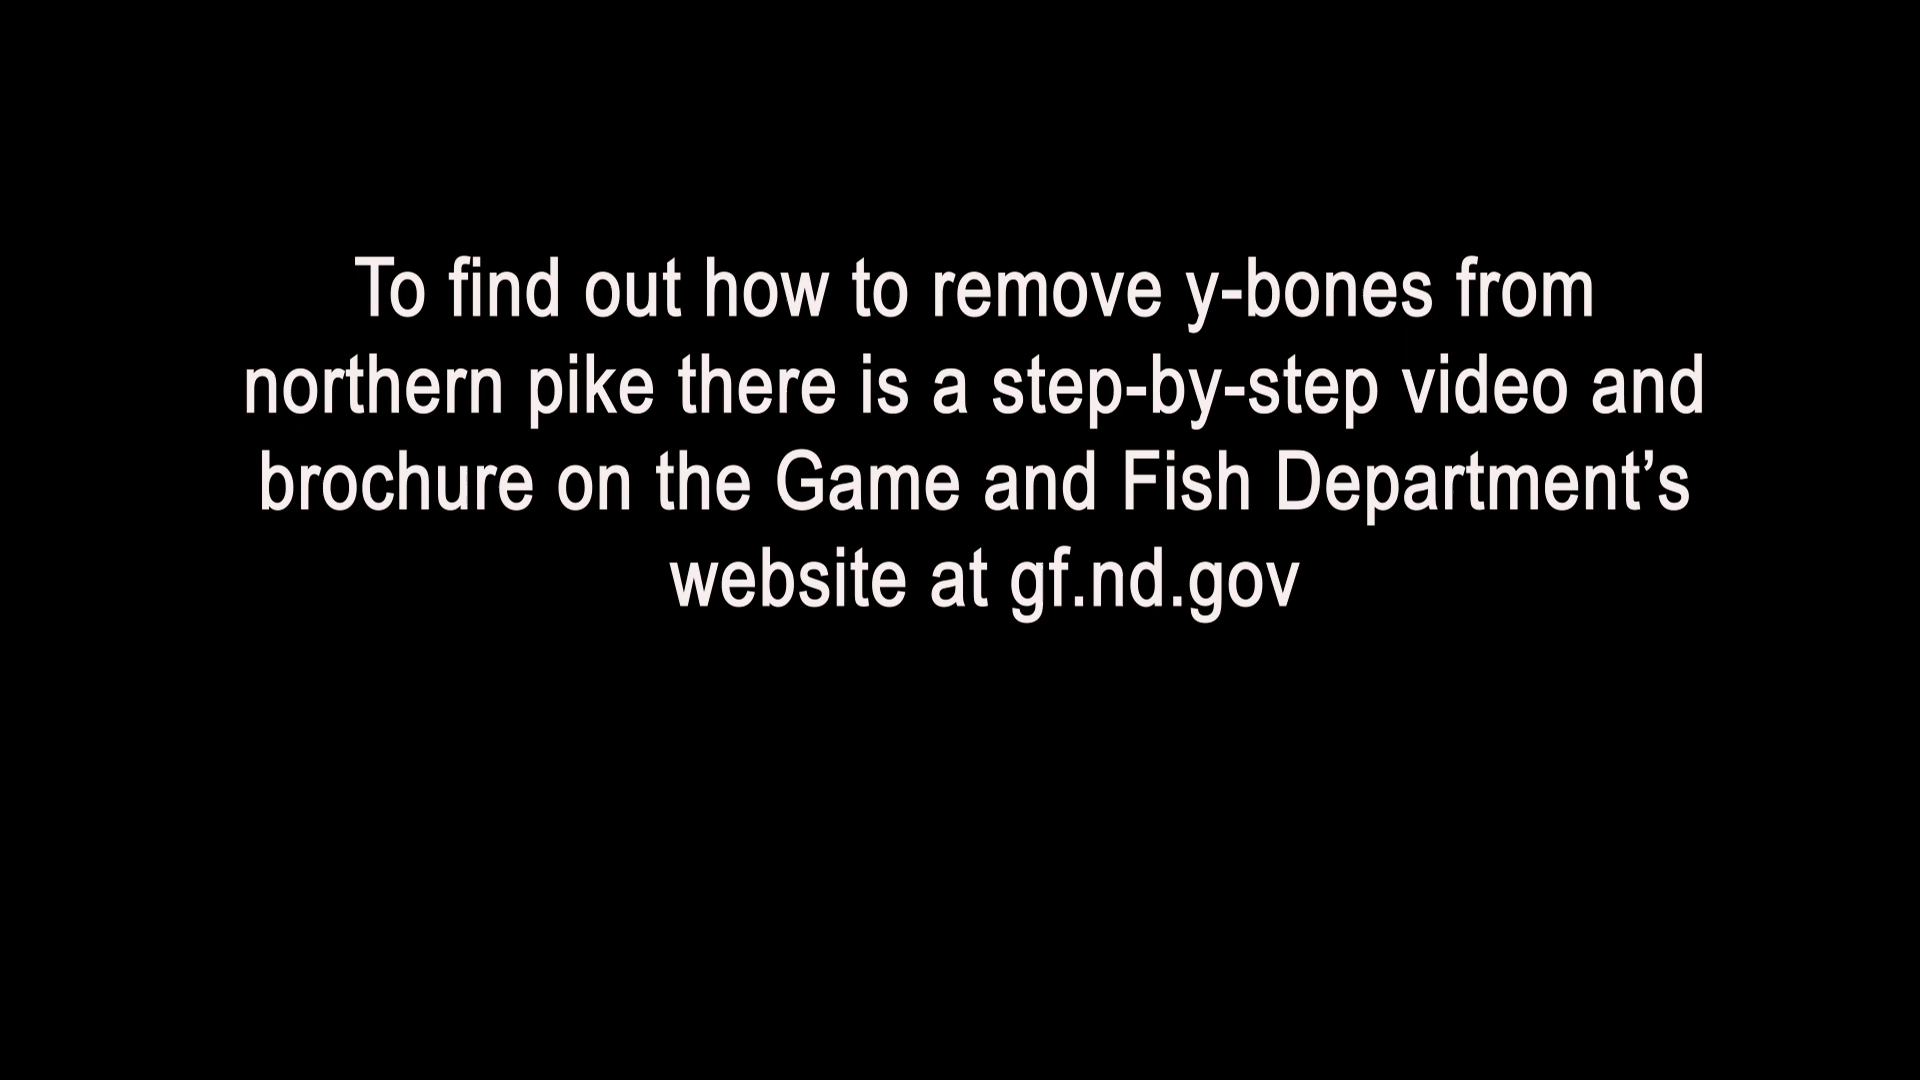 To find out how to remove y-bones from
northern pike there is a step-by-step video and
brochure on the Game and Fish Department’s
website at gf.nd.gov